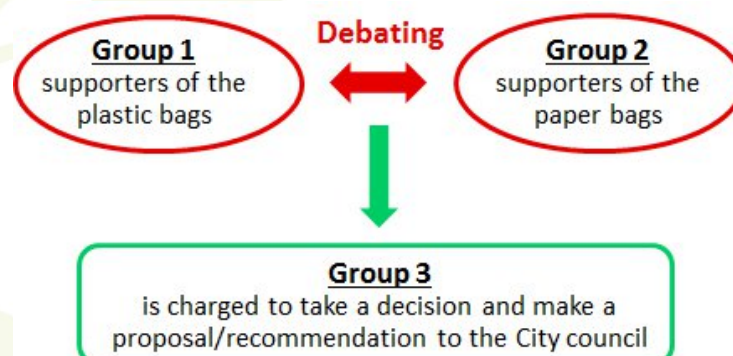 Debating
Group 1
supporters of the
plastic bags
Group 2
supporters of the
paper bags
Group 3
is charged to take a decision and make a
proposal/recommendation to the City council